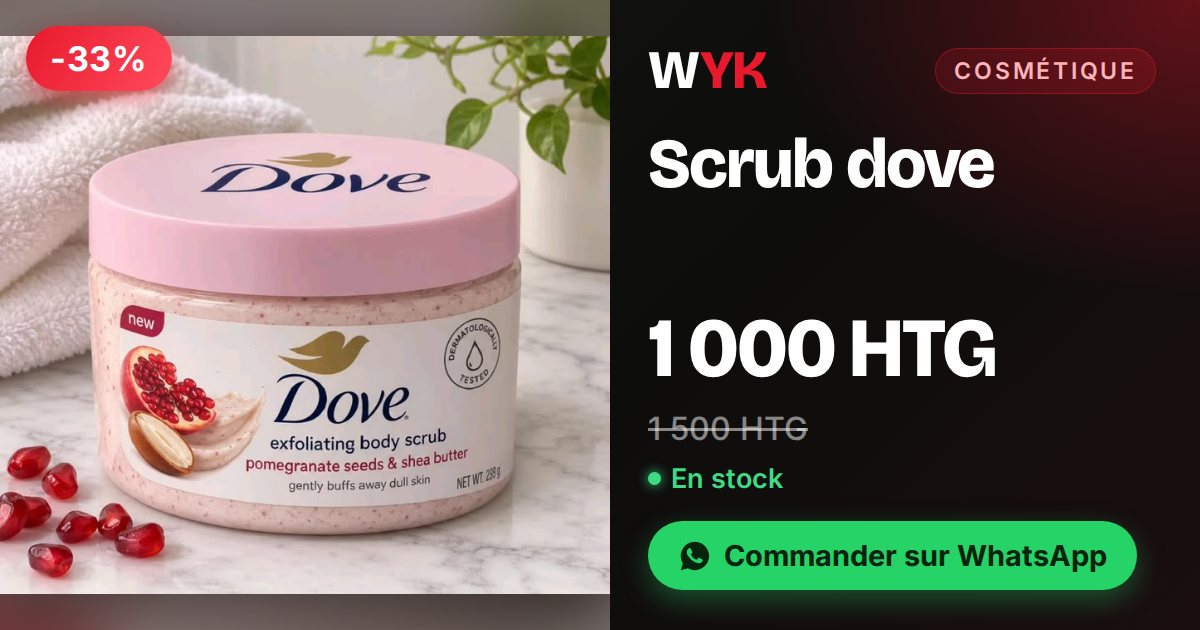 -33%
Dove
new
DERMATOLOGICALLY
TESTED
Dove
exfoliating body scrub
pomegranate seeds & shea butter
gently buffs away dull skin
NET WT. 298 g
WYK
COSMÉTIQUE
Scrub dove
1 000 HTG
1 500 HTG
En stock
Commander sur WhatsApp